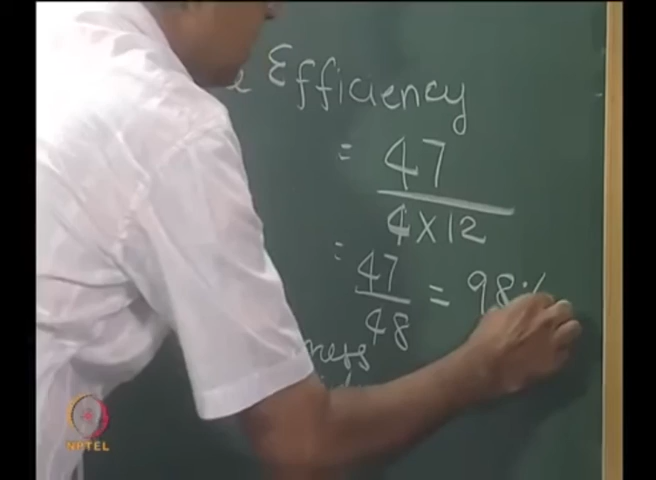 Efficiency
= 47
4 × 12
= 47 = 98%
48
NPTEL